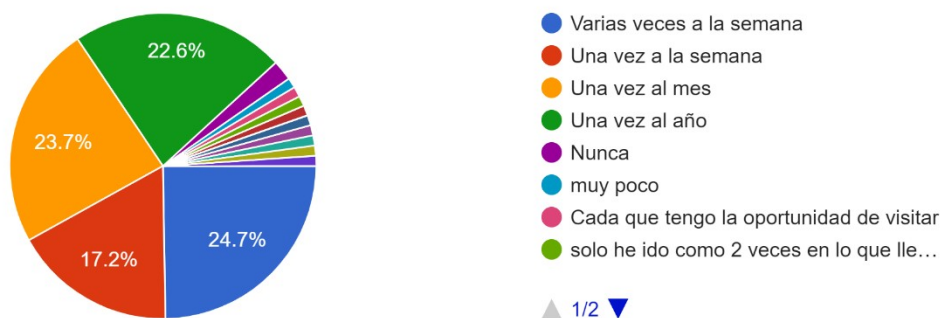 22.6%
23.7%
17.2%
24.7%
Varias veces a la semana
Una vez a la semana
Una vez al mes
Una vez al año
Nunca
muy poco
Cada que tengo la oportunidad de visitar
solo he ido como 2 veces en lo que lle…
1/2